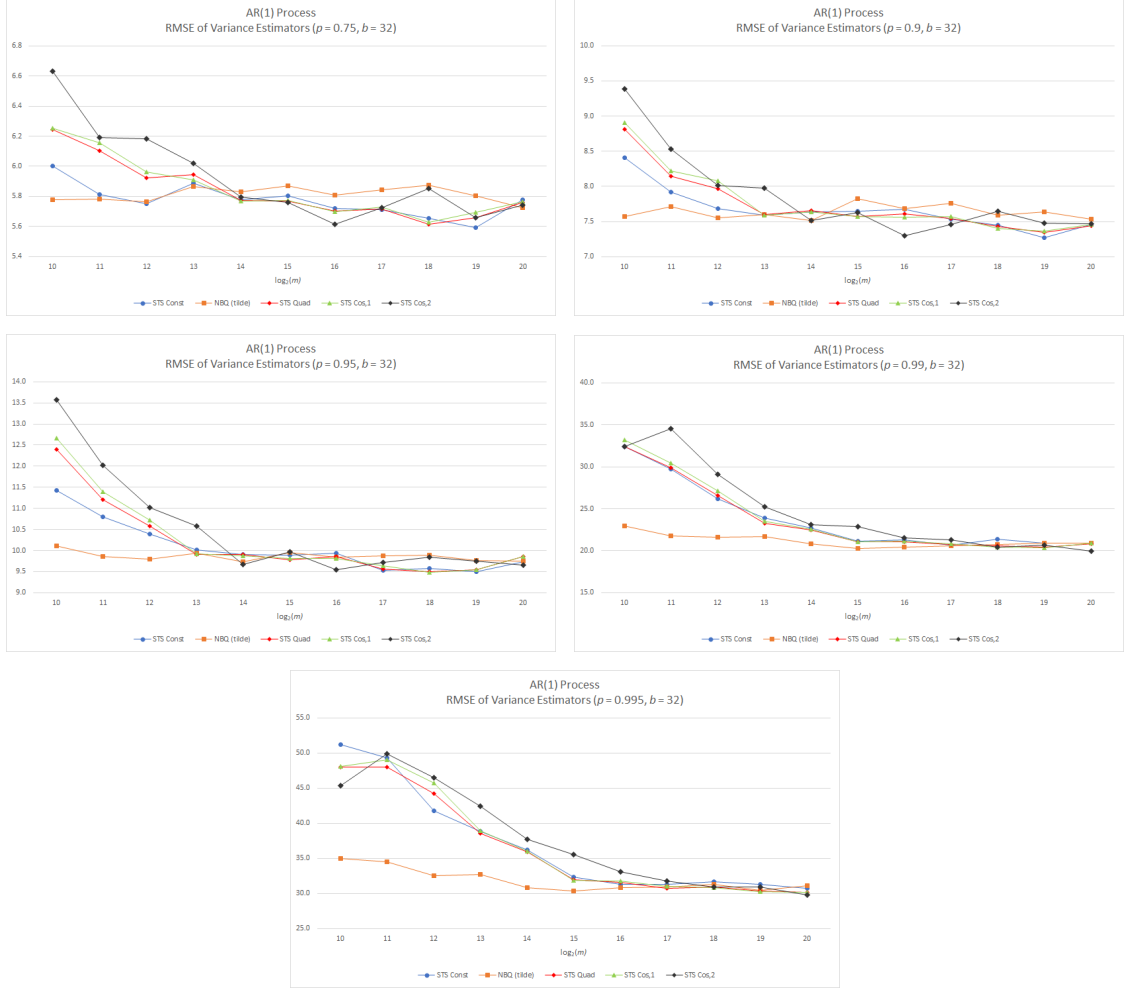 AR(1) Process
RMSE of Variance Estimators (p = 0.75, b = 32)
6.8
6.6
6.4
6.2
6.0
5.8
5.6
5.4
10 11 12 13 14 15 16 17 18 19 20
log₂(m)
STS Const NBQ (tilde) STS Quad STS Cos,1 STS Cos,2
AR(1) Process
RMSE of Variance Estimators (p = 0.9, b = 32)
10.0
9.5
9.0
8.5
8.0
7.5
7.0
10 11 12 13 14 15 16 17 18 19 20
log₂(m)
STS Const NBQ (tilde) STS Quad STS Cos,1 STS Cos,2
AR(1) Process
RMSE of Variance Estimators (p = 0.95, b = 32)
14.0
13.5
13.0
12.5
12.0
11.5
11.0
10.5
10.0
9.5
9.0
10 11 12 13 14 15 16 17 18 19 20
log₂(m)
STS Const NBQ (tilde) STS Quad STS Cos,1 STS Cos,2
AR(1) Process
RMSE of Variance Estimators (p = 0.99, b = 32)
40.0
35.0
30.0
25.0
20.0
15.0
10 11 12 13 14 15 16 17 18 19 20
log₂(m)
STS Const NBQ (tilde) STS Quad STS Cos,1 STS Cos,2
AR(1) Process
RMSE of Variance Estimators (p = 0.995, b = 32)
55.0
50.0
45.0
40.0
35.0
30.0
25.0
10 11 12 13 14 15 16 17 18 19 20
log₂(m)
STS Const NBQ (tilde) STS Quad STS Cos,1 STS Cos,2